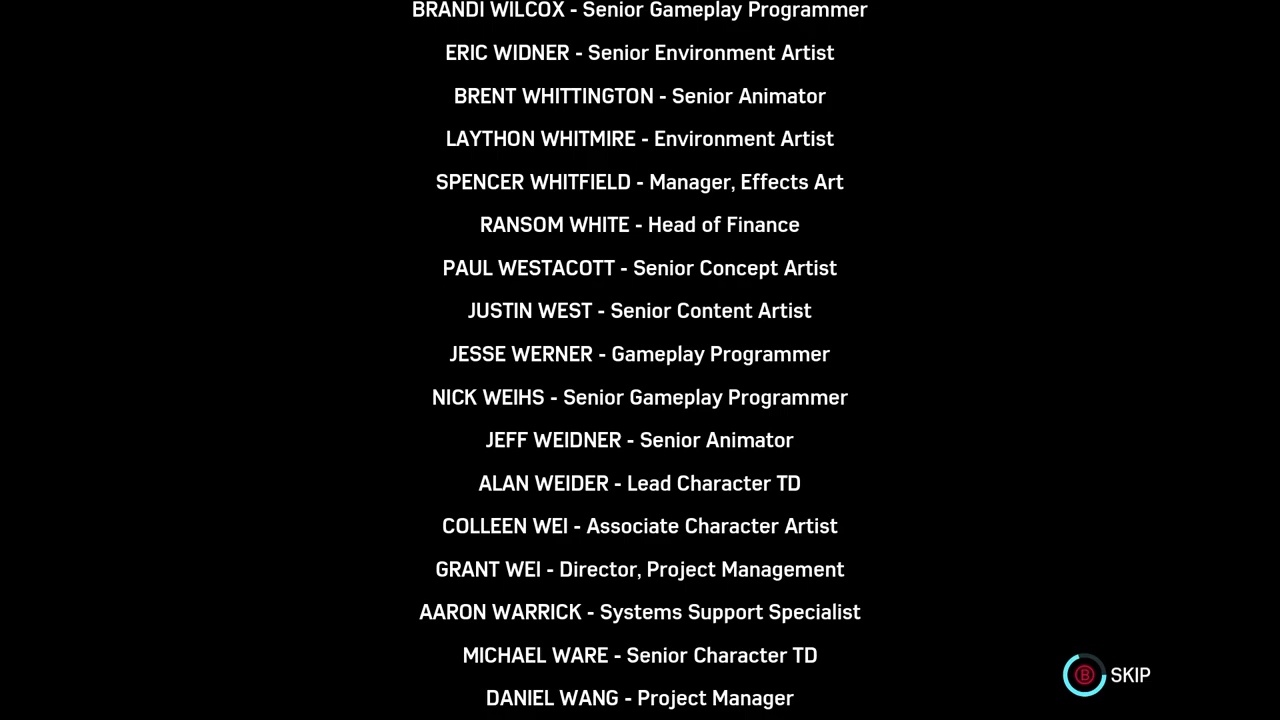 BRANDI WILCOX - Senior Gameplay Programmer
ERIC WIDNER - Senior Environment Artist
BRENT WHITTINGTON - Senior Animator
LAYTHON WHITMIRE - Environment Artist
SPENCER WHITFIELD - Manager, Effects Art
RANSOM WHITE - Head of Finance
PAUL WESTACOTT - Senior Concept Artist
JUSTIN WEST - Senior Content Artist
JESSE WERNER - Gameplay Programmer
NICK WEIHS - Senior Gameplay Programmer
JEFF WEIDNER - Senior Animator
ALAN WEIDER - Lead Character TD
COLLEEN WEI - Associate Character Artist
GRANT WEI - Director, Project Management
AARON WARRICK - Systems Support Specialist
MICHAEL WARE - Senior Character TD
B SKIP
DANIEL WANG - Project Manager